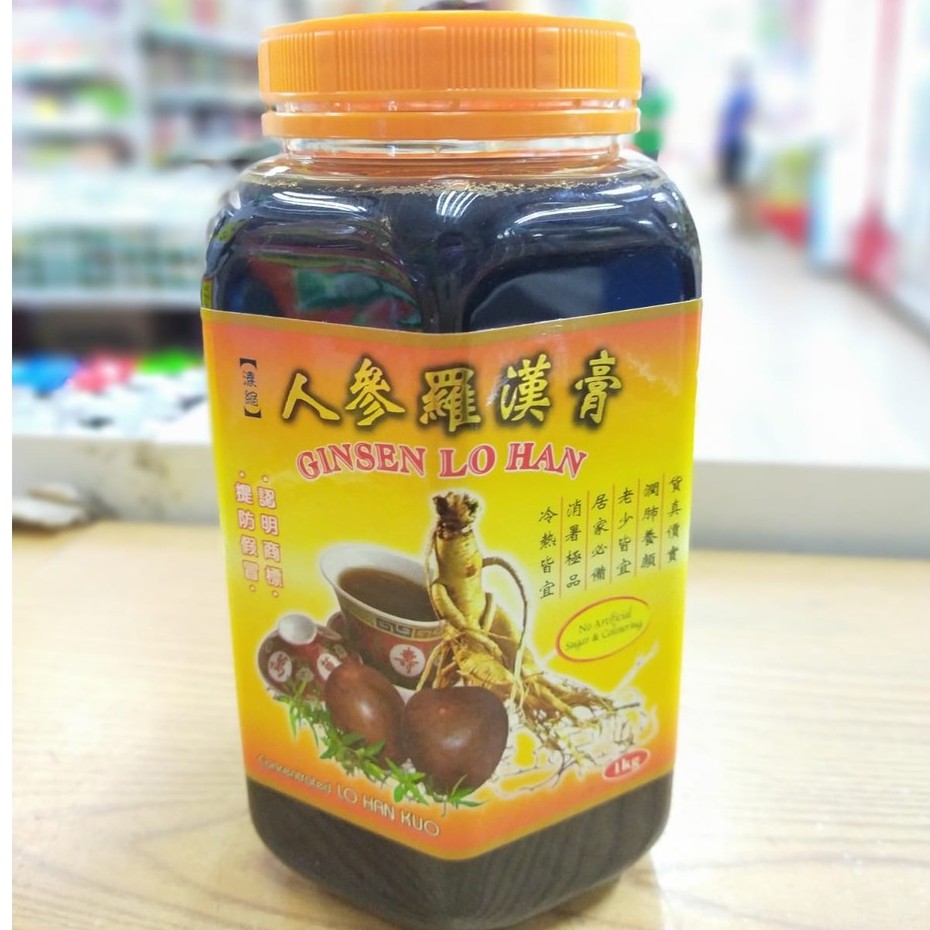 【濃縮】
人參羅漢膏
GINSEN LO HAN
·認明商標·
·提防假冒·
貨真價實
潤肺養顏
老少皆宜
居家必備
消暑極品
冷熱皆宜
No Artificial
Sugar & Colouring
壽
1kg
Concentrated LO HAN KUO